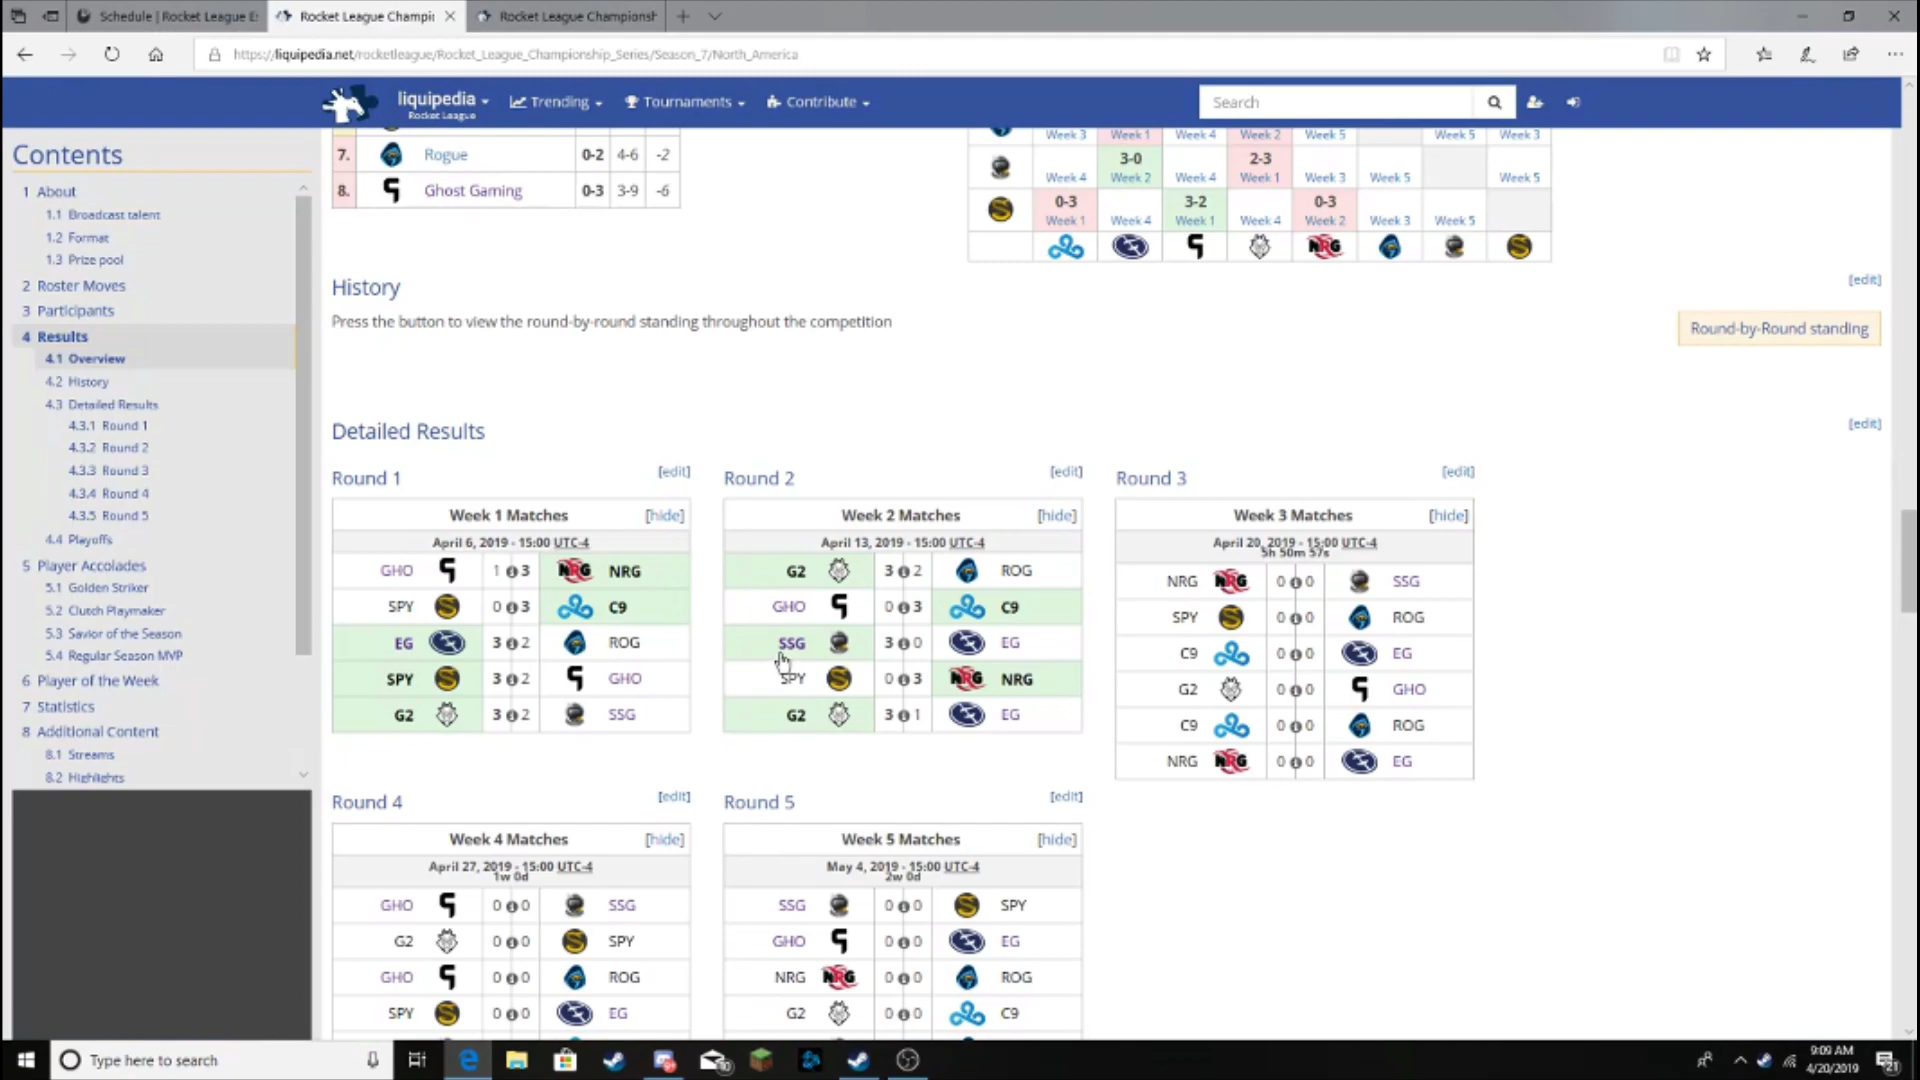 Schedule | Rocket League Es
Rocket League Champi
Rocket League Championsh
https://liquipedia.net/rocketleague/Rocket_League_Championship_Series/Season_7/North_America
liquipedia
Rocket League
Trending
Tournaments
Contribute
Search
Contents
1 About
1.1 Broadcast talent
1.2 Format
1.3 Prize pool
2 Roster Moves
3 Participants
4 Results
4.1 Overview
4.2 History
4.3 Detailed Results
4.3.1 Round 1
4.3.2 Round 2
4.3.3 Round 3
4.3.4 Round 4
4.3.5 Round 5
4.4 Playoffs
5 Player Accolades
5.1 Golden Striker
5.2 Clutch Playmaker
5.3 Savior of the Season
5.4 Regular Season MVP
6 Player of the Week
7 Statistics
8 Additional Content
8.1 Streams
8.2 Highlights
7. Rogue 0-2 4-6 -2
8. Ghost Gaming 0-3 3-9 -6
Week 3 Week 1 Week 4 Week 2 Week 5 Week 5 Week 3
3-0 2-3
Week 4 Week 2 Week 4 Week 1 Week 3 Week 5 Week 5
0-3 3-2 0-3
Week 1 Week 4 Week 1 Week 4 Week 2 Week 3 Week 5
NRG
History
[edit]
Press the button to view the round-by-round standing throughout the competition
Round-by-Round standing
Detailed Results
[edit]
Round 1
[edit]
Week 1 Matches [hide]
April 6, 2019 - 15:00 UTC-4
GHO 1 3 NRG NRG
SPY 0 3 C9
EG 3 2 ROG
SPY 3 2 GHO
G2 3 2 SSG
Round 2
[edit]
Week 2 Matches [hide]
April 13, 2019 - 15:00 UTC-4
G2 3 2 ROG
GHO 0 3 C9
SSG 3 0 EG
SPY 0 3 NRG NRG
G2 3 1 EG
Round 3
[edit]
Week 3 Matches [hide]
April 20, 2019 - 15:00 UTC-4
5h 50m 57s
NRG NRG 0 0 SSG
SPY 0 0 ROG
C9 0 0 EG
G2 0 0 GHO
C9 0 0 ROG
NRG NRG 0 0 EG
Round 4
[edit]
Week 4 Matches [hide]
April 27, 2019 - 15:00 UTC-4
1w 0d
GHO 0 0 SSG
G2 0 0 SPY
GHO 0 0 ROG
SPY 0 0 EG
Round 5
[edit]
Week 5 Matches [hide]
May 4, 2019 - 15:00 UTC-4
2w 0d
SSG 0 0 SPY
GHO 0 0 EG
NRG NRG 0 0 ROG
G2 0 0 C9
Type here to search
9:09 AM
4/20/2019